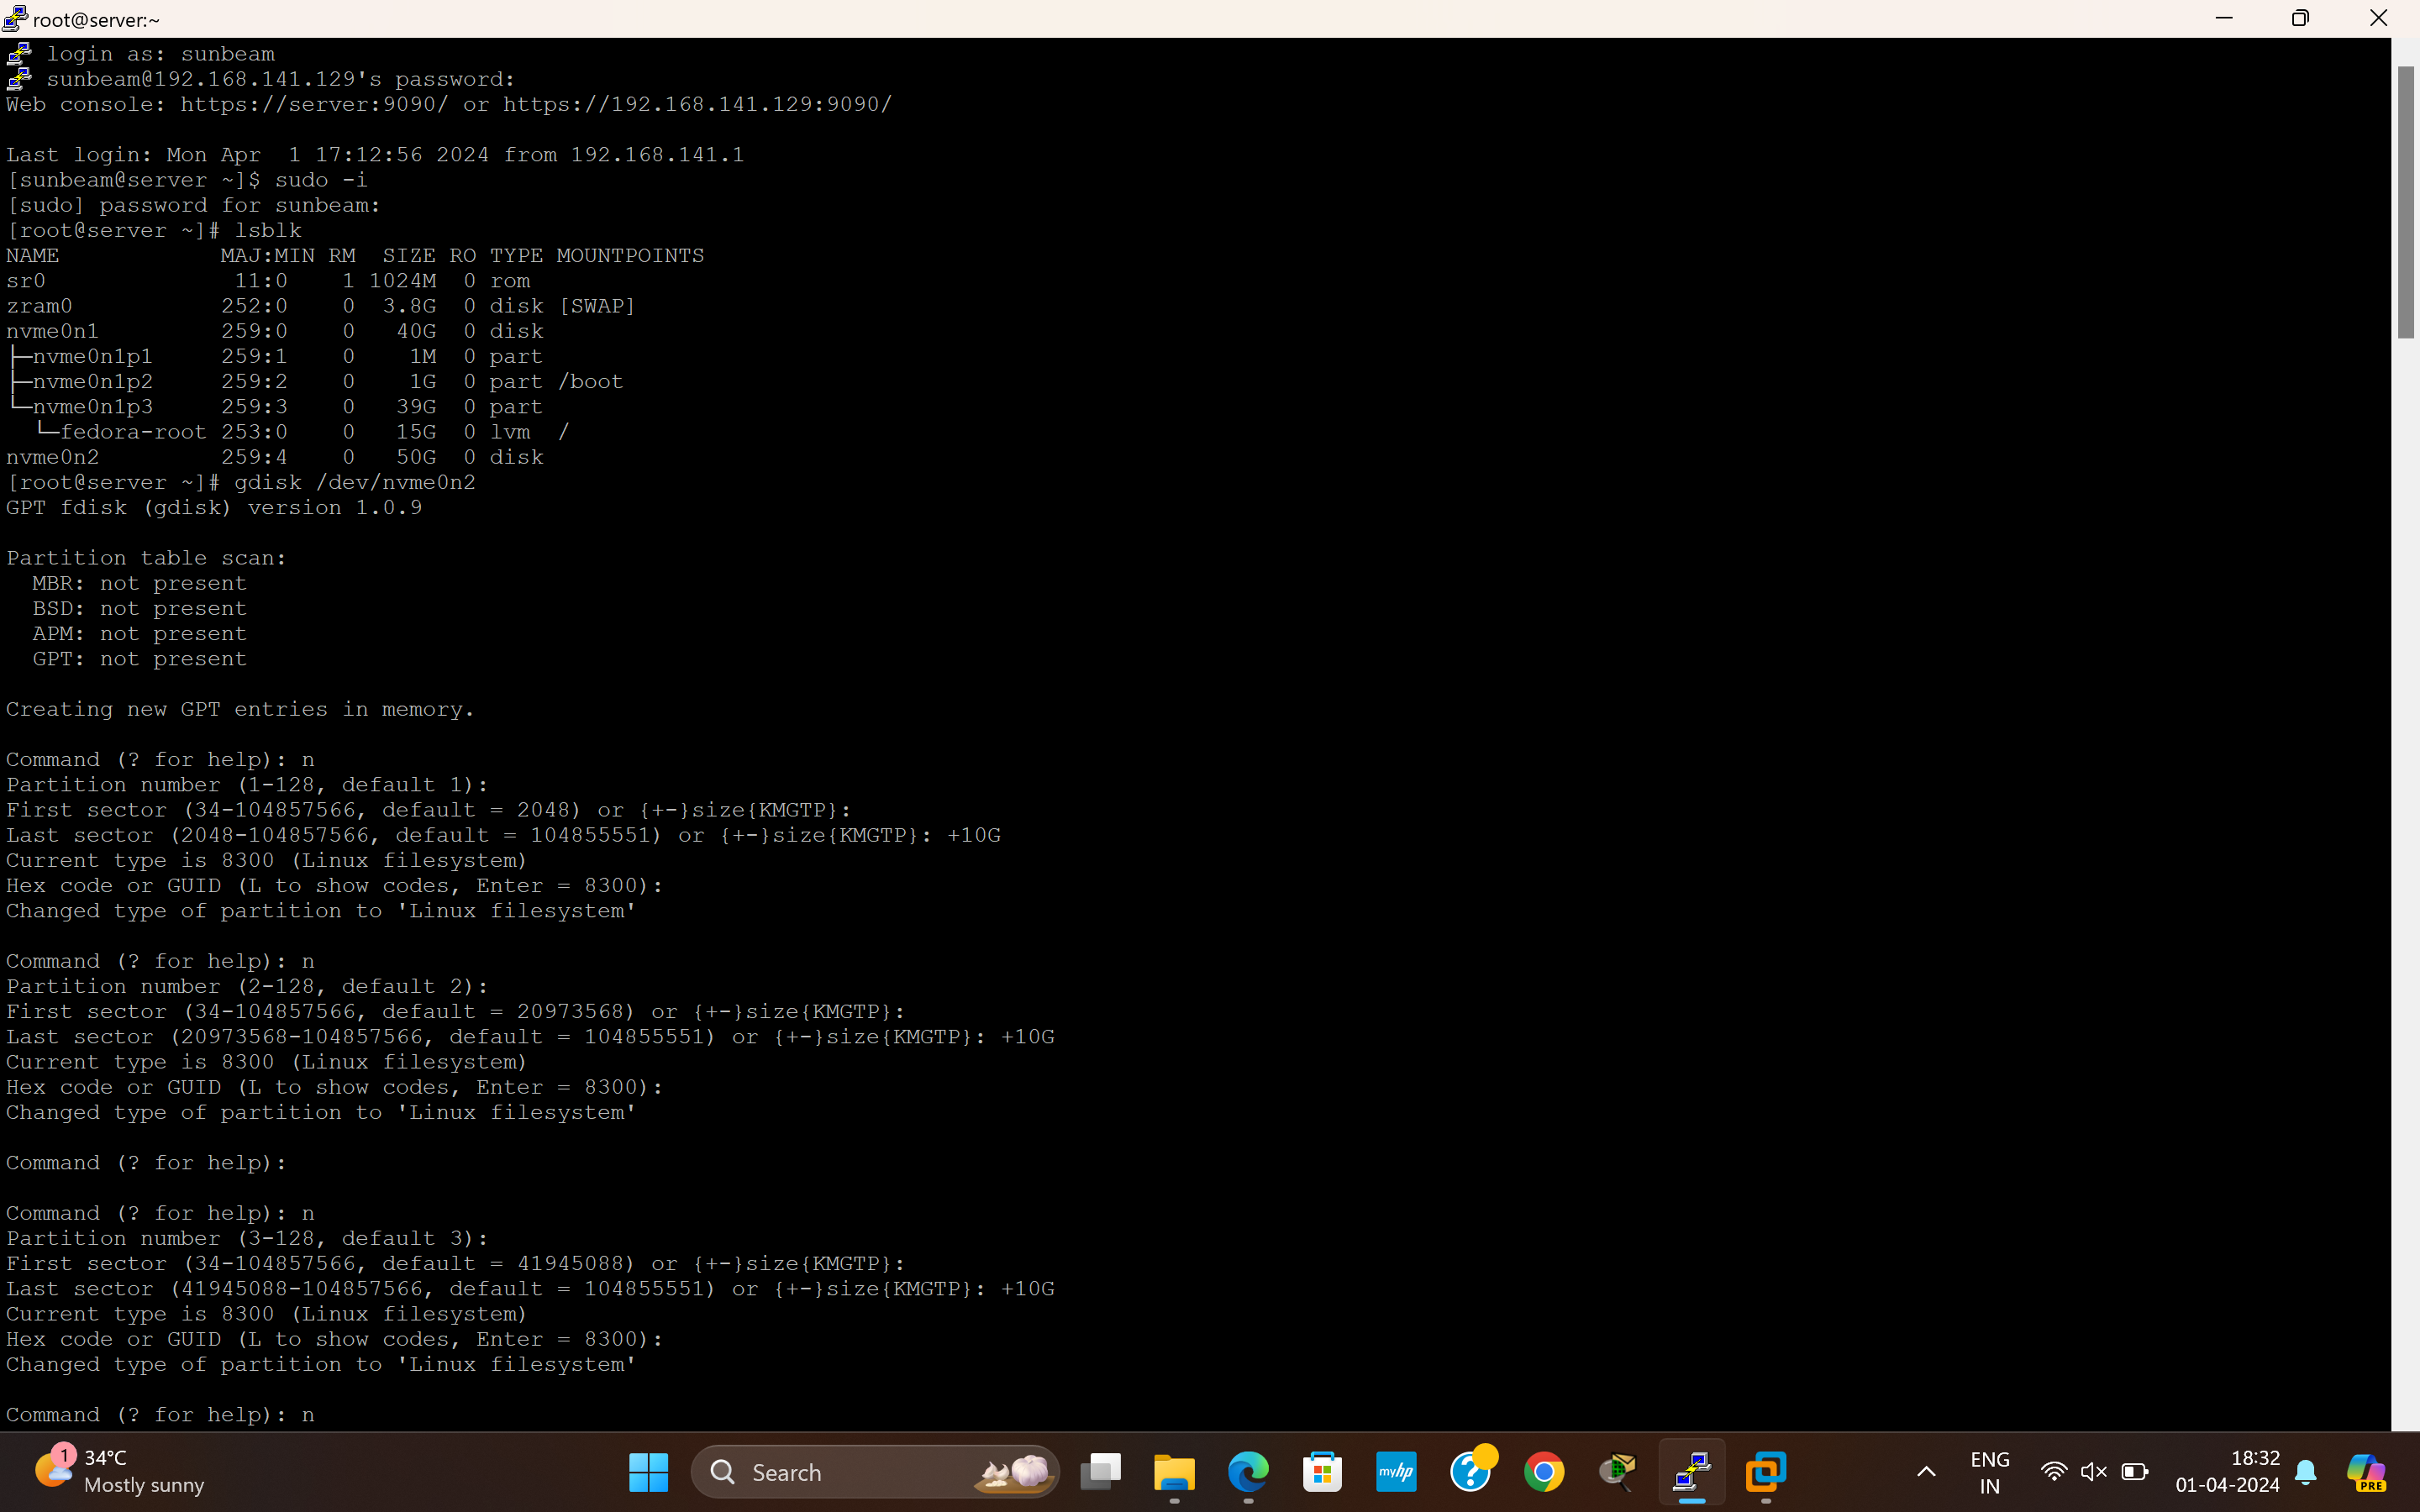 root@server:~
login as: sunbeam
sunbeam@192.168.141.129's password:
Web console: https://server:9090/ or https://192.168.141.129:9090/
Last login: Mon Apr  1 17:12:56 2024 from 192.168.141.1
[sunbeam@server ~]$ sudo -i
[sudo] password for sunbeam:
[root@server ~]# lsblk
NAME            MAJ:MIN RM  SIZE RO TYPE MOUNTPOINTS
sr0              11:0    1 1024M  0 rom
zram0           252:0    0  3.8G  0 disk [SWAP]
nvme0n1         259:0    0   40G  0 disk
├─nvme0n1p1     259:1    0    1M  0 part
├─nvme0n1p2     259:2    0    1G  0 part /boot
└─nvme0n1p3     259:3    0   39G  0 part
  └─fedora-root 253:0    0   15G  0 lvm  /
nvme0n2         259:4    0   50G  0 disk
[root@server ~]# gdisk /dev/nvme0n2
GPT fdisk (gdisk) version 1.0.9
Partition table scan:
  MBR: not present
  BSD: not present
  APM: not present
  GPT: not present
Creating new GPT entries in memory.
Command (? for help): n
Partition number (1-128, default 1):
First sector (34-104857566, default = 2048) or {+-}size{KMGTP}:
Last sector (2048-104857566, default = 104855551) or {+-}size{KMGTP}: +10G
Current type is 8300 (Linux filesystem)
Hex code or GUID (L to show codes, Enter = 8300):
Changed type of partition to 'Linux filesystem'
Command (? for help): n
Partition number (2-128, default 2):
First sector (34-104857566, default = 20973568) or {+-}size{KMGTP}:
Last sector (20973568-104857566, default = 104855551) or {+-}size{KMGTP}: +10G
Current type is 8300 (Linux filesystem)
Hex code or GUID (L to show codes, Enter = 8300):
Changed type of partition to 'Linux filesystem'
Command (? for help):
Command (? for help): n
Partition number (3-128, default 3):
First sector (34-104857566, default = 41945088) or {+-}size{KMGTP}:
Last sector (41945088-104857566, default = 104855551) or {+-}size{KMGTP}: +10G
Current type is 8300 (Linux filesystem)
Hex code or GUID (L to show codes, Enter = 8300):
Changed type of partition to 'Linux filesystem'
Command (? for help): n
1
34°C
Mostly sunny
Search
myhp
?
ENG
IN
18:32
01-04-2024
PRE